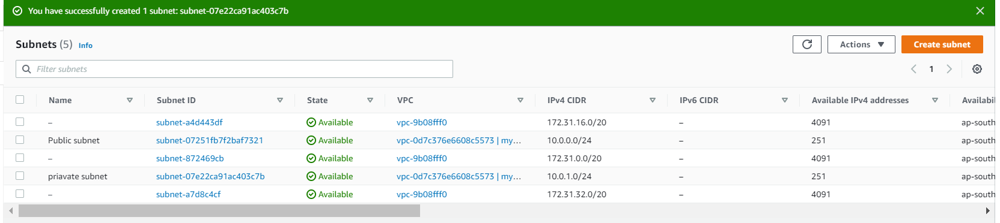 You have successfully created 1 subnet: subnet-07e22ca91ac403c7b
Subnets (5) Info
Actions
Create subnet
Filter subnets
1
Name Subnet ID State VPC IPv4 CIDR IPv6 CIDR Available IPv4 addresses Availabil
– subnet-a4d443df Available vpc-9b08fff0 172.31.16.0/20 – 4091 ap-south
Public subnet subnet-07251fb7f2baf7321 Available vpc-0d7c376e6608c5573 | my... 10.0.0.0/24 – 251 ap-south
– subnet-872469cb Available vpc-9b08fff0 172.31.0.0/20 – 4091 ap-south
priavate subnet subnet-07e22ca91ac403c7b Available vpc-0d7c376e6608c5573 | my... 10.0.1.0/24 – 251 ap-south
– subnet-a7d8c4cf Available vpc-9b08fff0 172.31.32.0/20 – 4091 ap-south